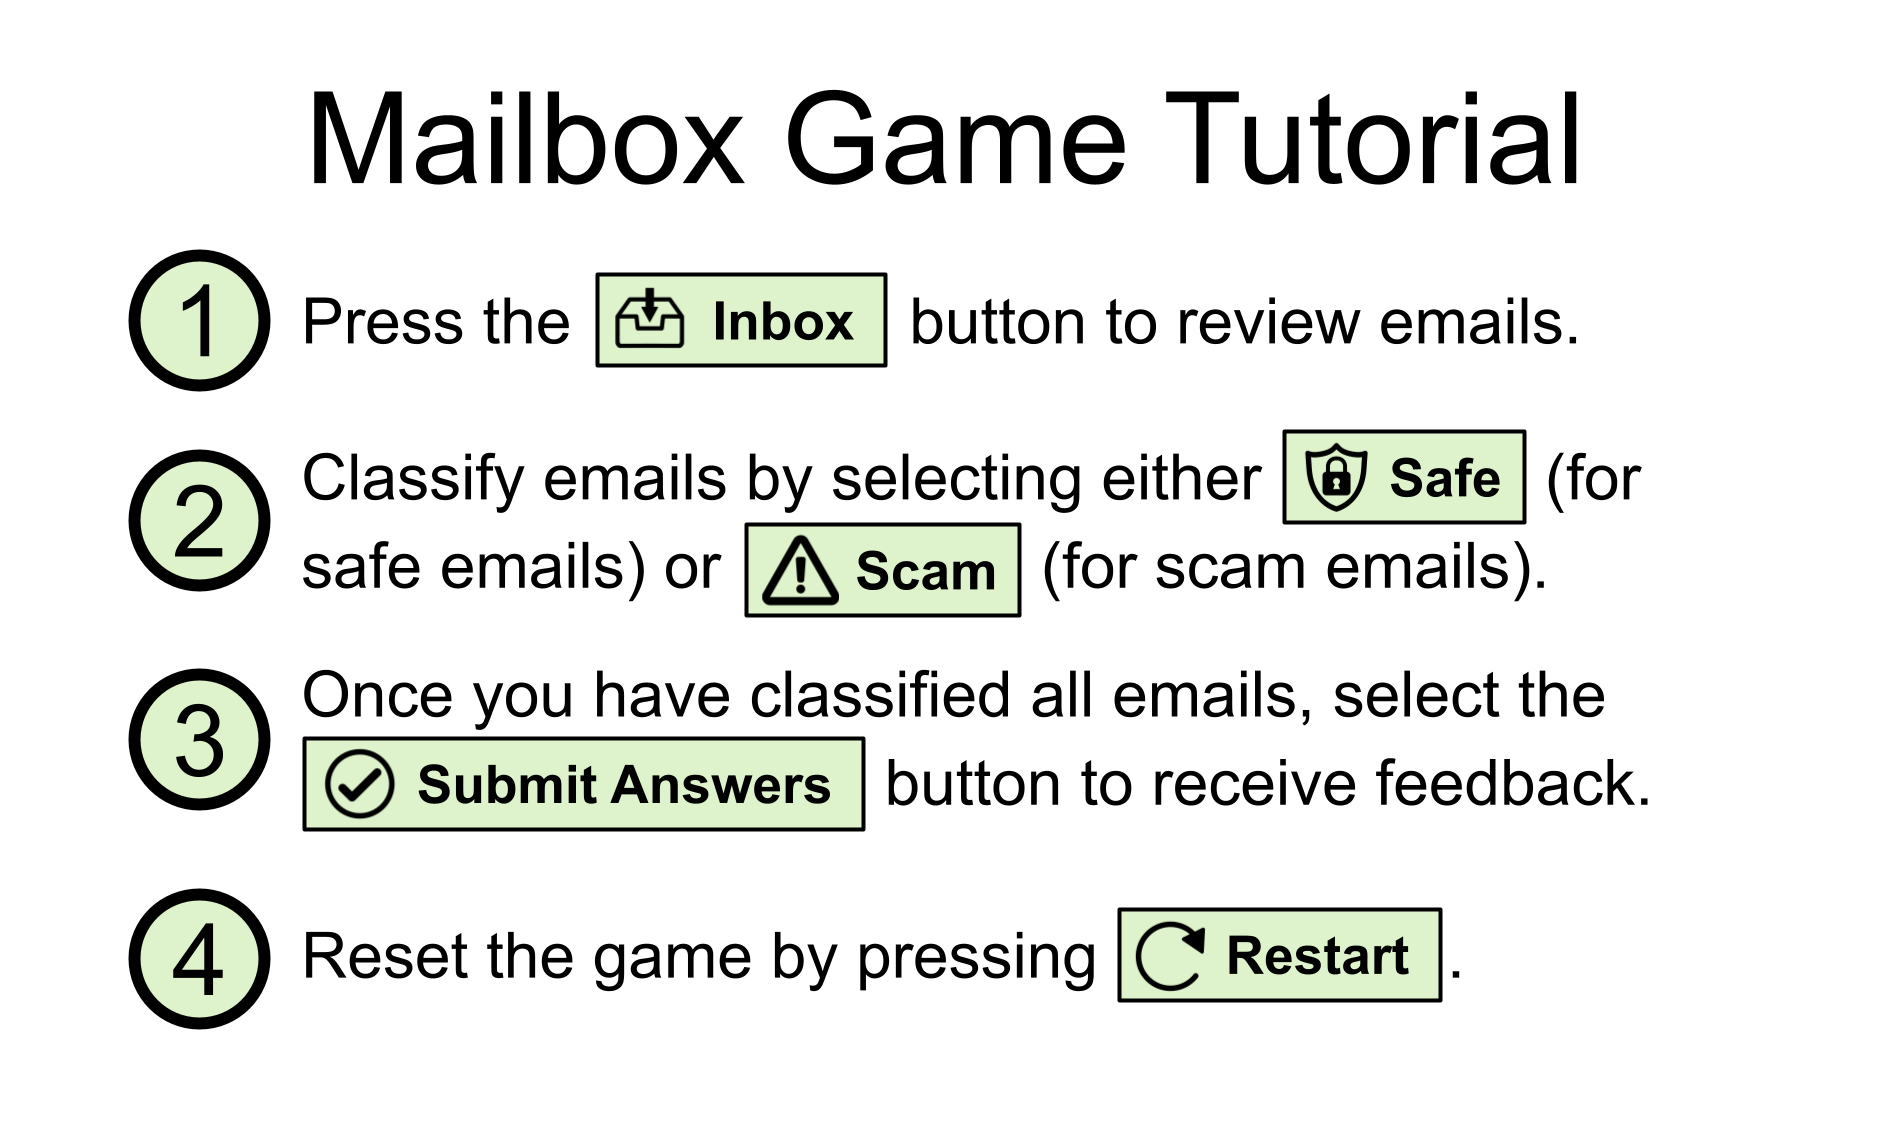 Mailbox Game Tutorial
1 Press the Inbox button to review emails.
2 Classify emails by selecting either Safe (for
safe emails) or Scam (for scam emails).
3 Once you have classified all emails, select the
Submit Answers button to receive feedback.
4 Reset the game by pressing Restart.